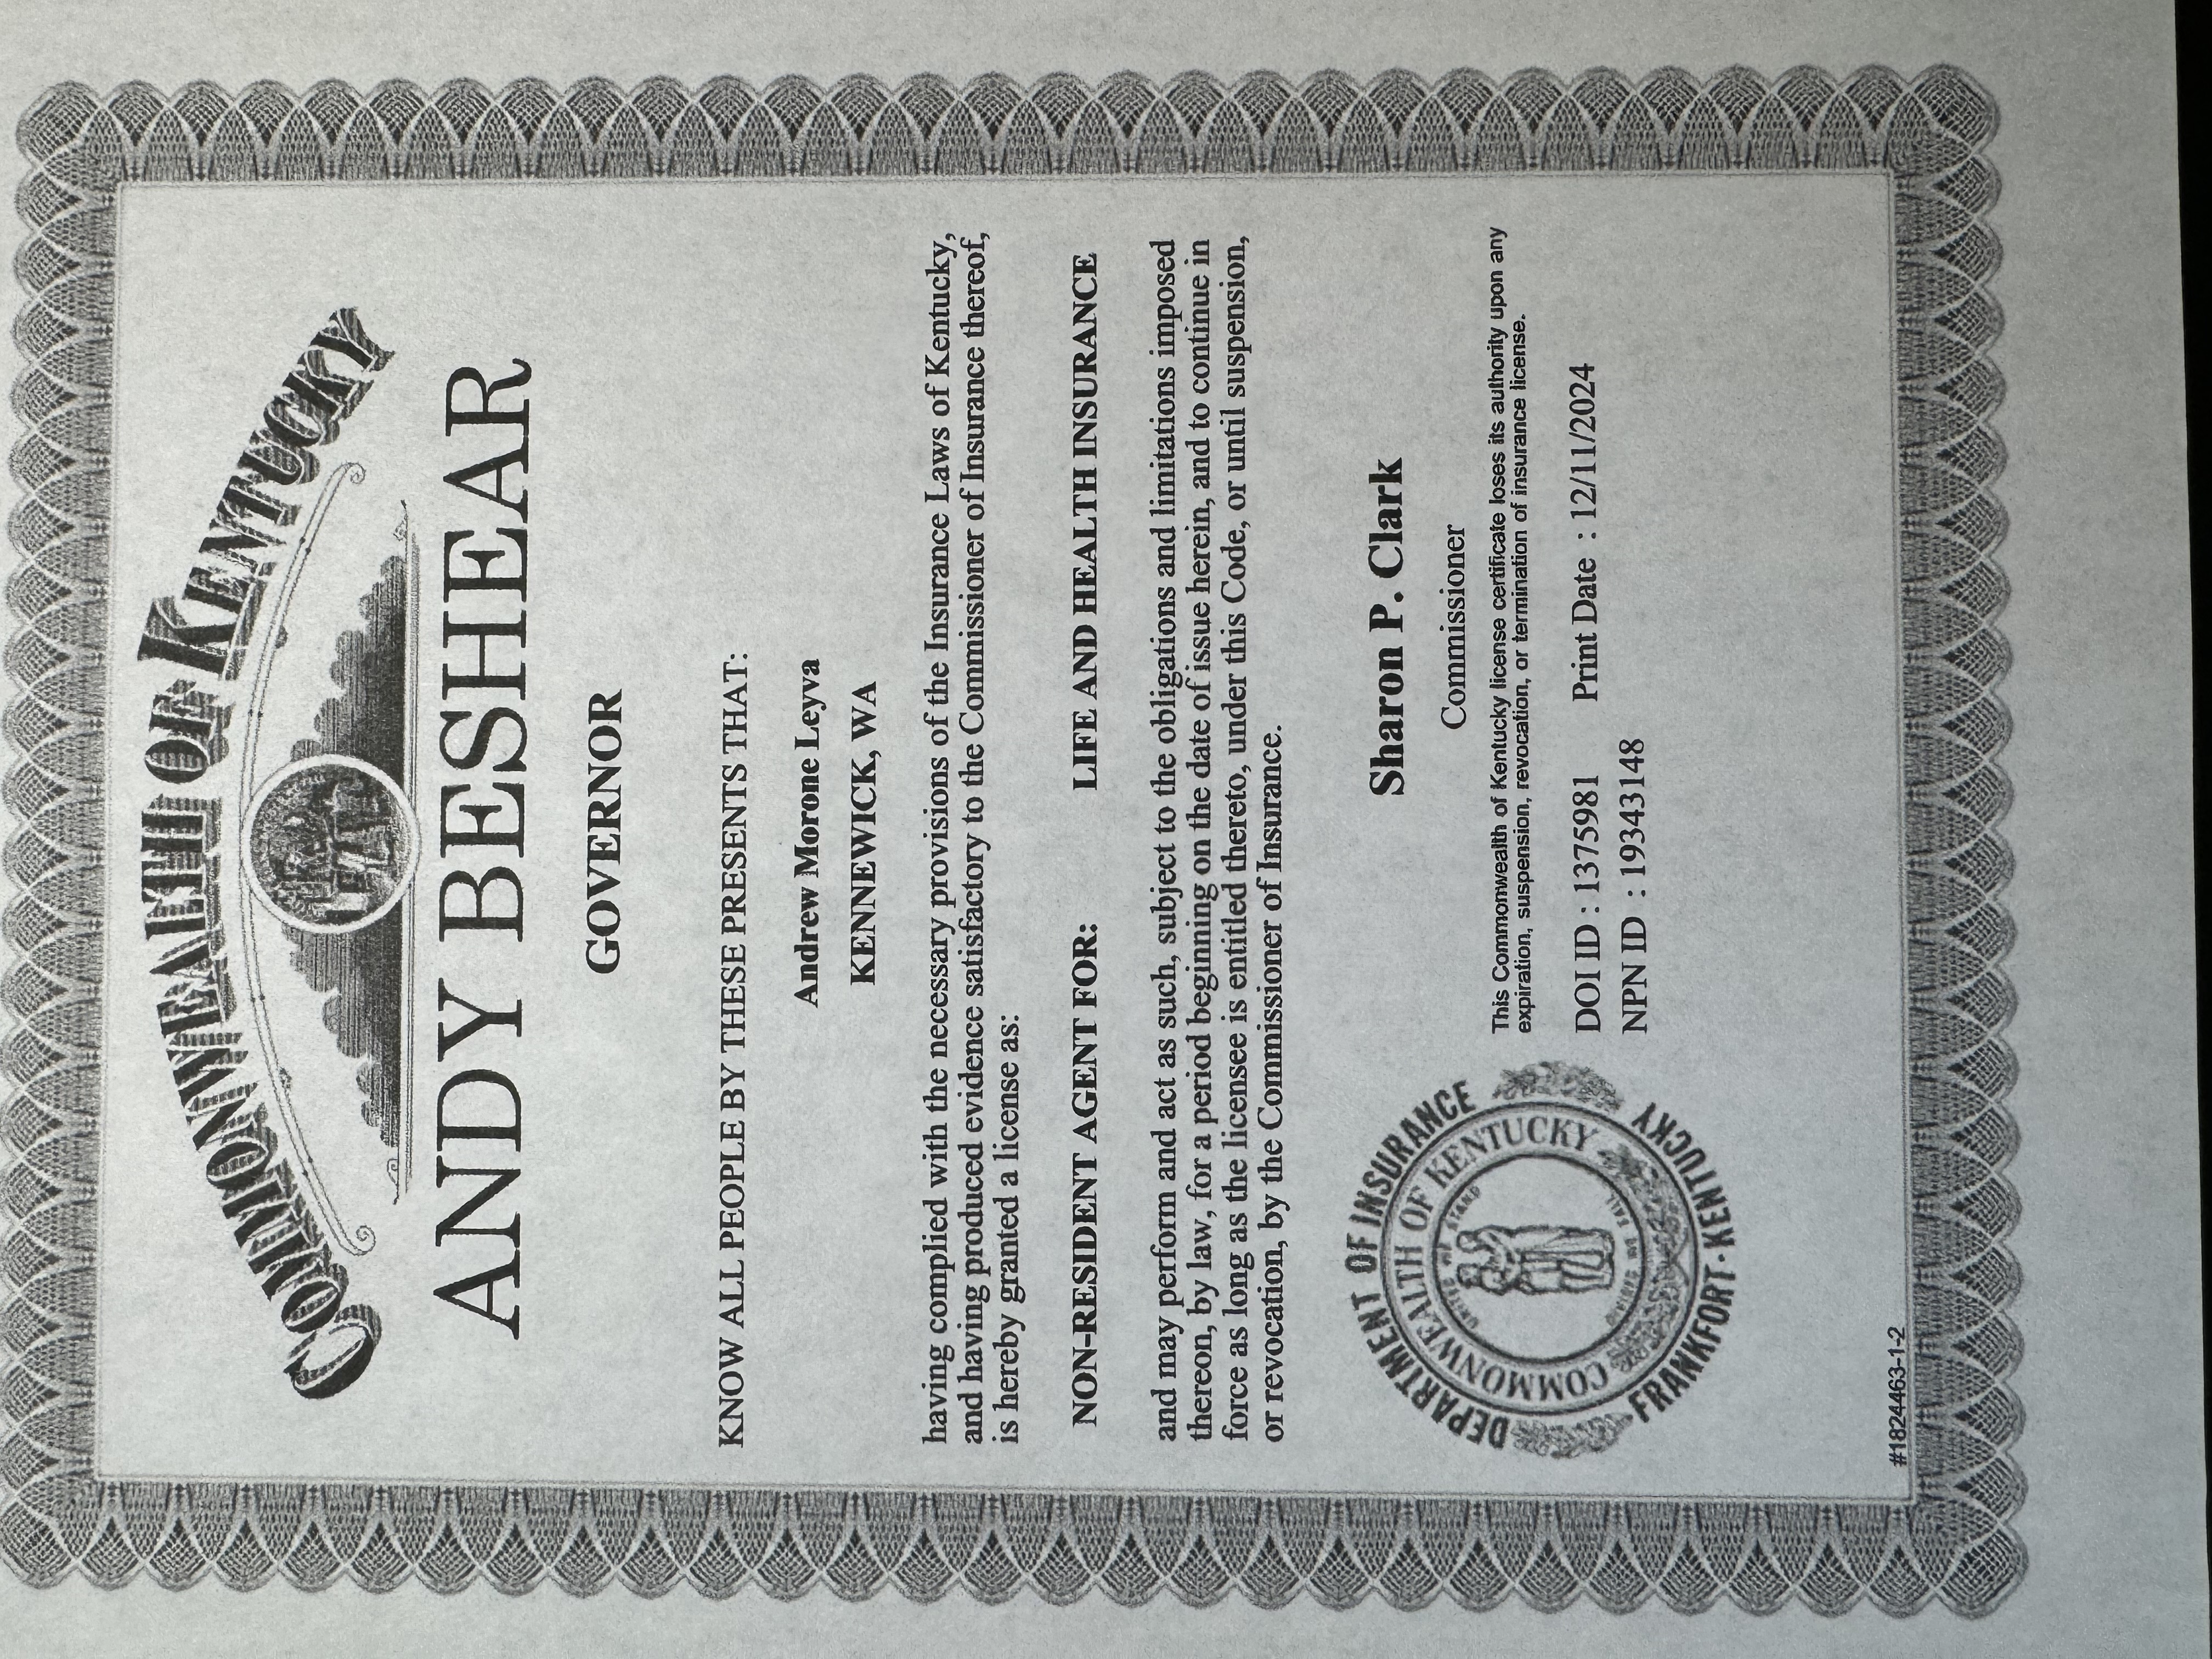 COMMONWEALTH OF KENTUCKY
ANDY BESHEAR
GOVERNOR
KNOW ALL PEOPLE BY THESE PRESENTS THAT:
Andrew Morone Leyva
KENNEWICK, WA
having complied with the necessary provisions of the Insurance Laws of Kentucky,
and having produced evidence satisfactory to the Commissioner of Insurance thereof,
is hereby granted a license as:
NON-RESIDENT AGENT FOR: LIFE AND HEALTH INSURANCE
and may perform and act as such, subject to the obligations and limitations imposed
thereon, by law, for a period beginning on the date of issue herein, and to continue in
force as long as the licensee is entitled thereto, under this Code, or until suspension,
or revocation, by the Commissioner of Insurance.
Sharon P. Clark
Commissioner
This Commonwealth of Kentucky license certificate loses its authority upon any
expiration, suspension, revocation, or termination of insurance license.
DOI ID : 1375981 Print Date : 12/11/2024
NPN ID : 19343148
DEPARTMENT OF INSURANCE
COMMONWEALTH OF KENTUCKY
UNITED WE STAND
DIVIDED WE FALL
FRANKFORT · KENTUCKY
#1824463-1-2